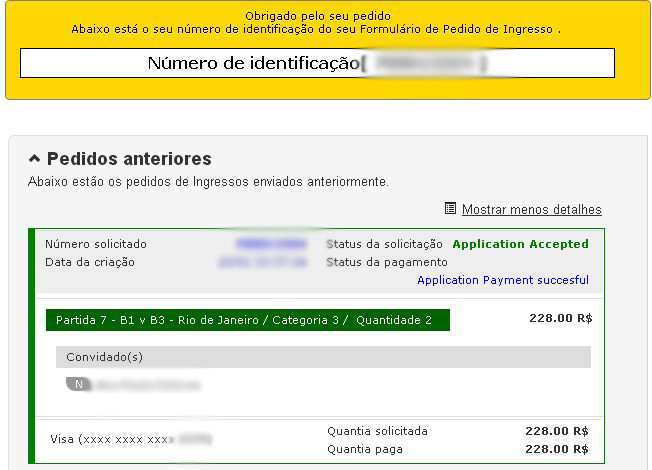 Obrigado pelo seu pedido
Abaixo está o seu número de identificação do seu Formulário de Pedido de Ingresso .
Número de identificação[ ]
Pedidos anteriores
Abaixo estão os pedidos de Ingressos enviados anteriormente.
Mostrar menos detalhes
Número solicitado Status da solicitação Application Accepted
Data da criação Status da pagamento
Application Payment succesful
Partida 7 - B1 v B3 - Rio de Janeiro / Categoria 3 / Quantidade 2 228.00 R$
Convidado(s)
N
Visa (xxxx xxxx xxxx
Quantia solicitada 228.00 R$
Quantia paga 228.00 R$